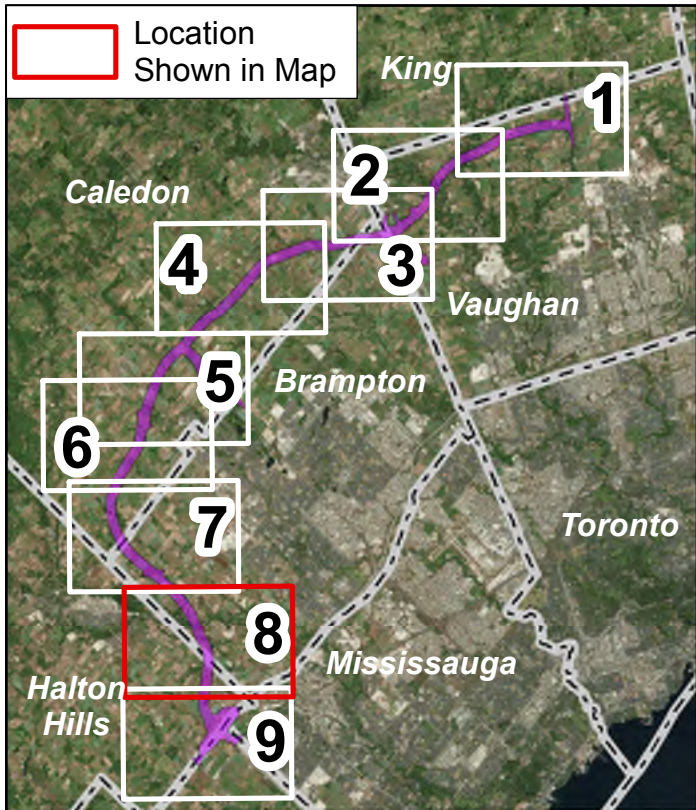 Location
Shown in Map
King
1
2
Caledon
4
3
Vaughan
5
Brampton
6
7
Toronto
8
Mississauga
Halton
Hills
9